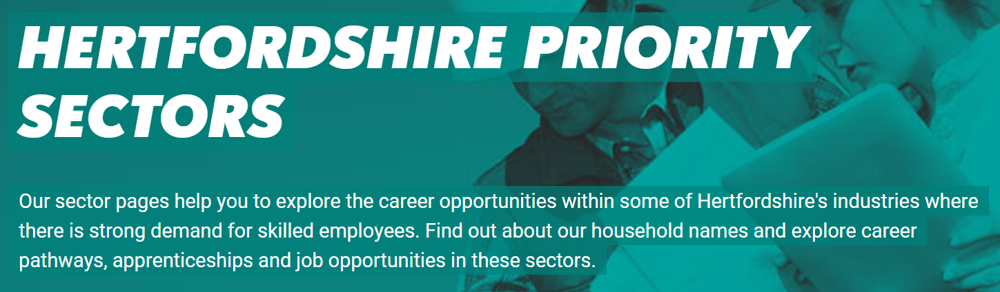 HERTFORDSHIRE PRIORITY
SECTORS
Our sector pages help you to explore the career opportunities within some of Hertfordshire's industries where
there is strong demand for skilled employees. Find out about our household names and explore career
pathways, apprenticeships and job opportunities in these sectors.